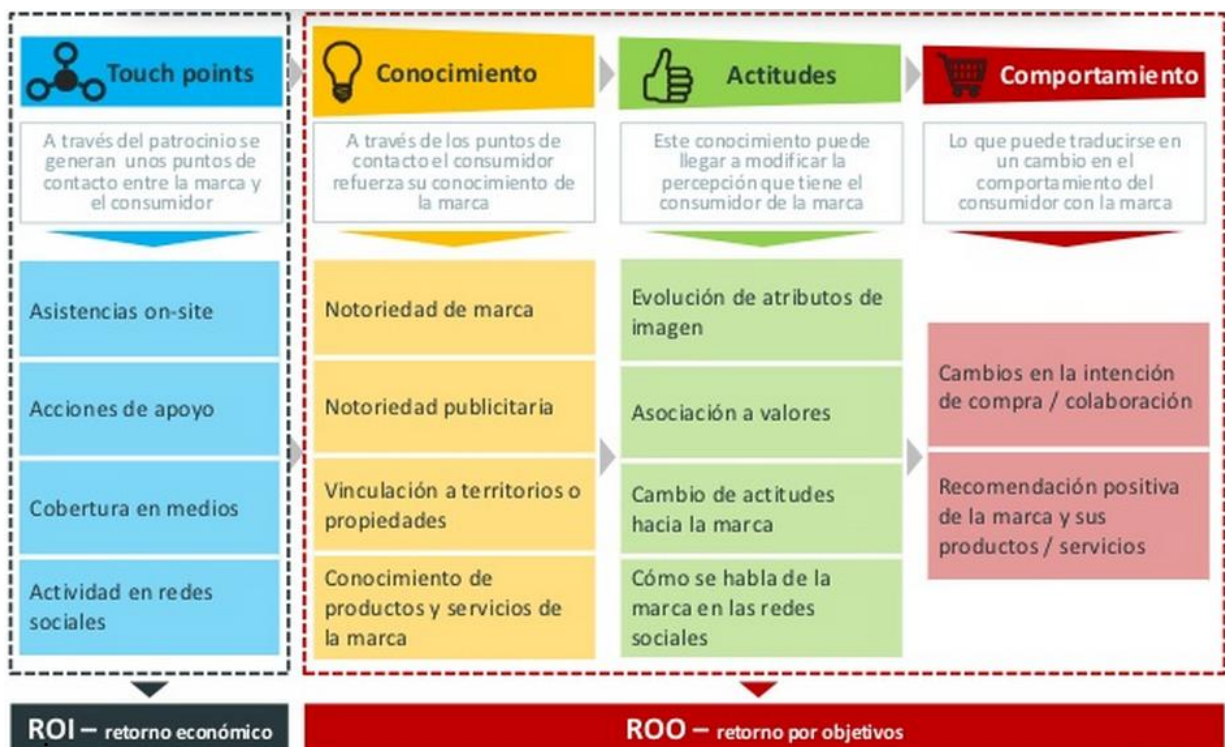 Touch points
Conocimiento
Actitudes
Comportamiento
A través del patrocinio se
generan unos puntos de
contacto entre la marca y
el consumidor
A través de los puntos de
contacto el consumidor
refuerza su conocimiento de
la marca
Este conocimiento puede
llegar a modificar la
percepción que tiene el
consumidor de la marca
Lo que puede traducirse en
un cambio en el
comportamiento del
consumidor con la marca
Asistencias on-site
Acciones de apoyo
Cobertura en medios
Actividad en redes
sociales
Notoriedad de marca
Notoriedad publicitaria
Vinculación a territorios o
propiedades
Conocimiento de
productos y servicios de
la marca
Evolución de atributos de
imagen
Asociación a valores
Cambio de actitudes
hacia la marca
Cómo se habla de la
marca en las redes
sociales
Cambios en la intención
de compra / colaboración
Recomendación positiva
de la marca y sus
productos / servicios
ROI – retorno económico
ROO – retorno por objetivos